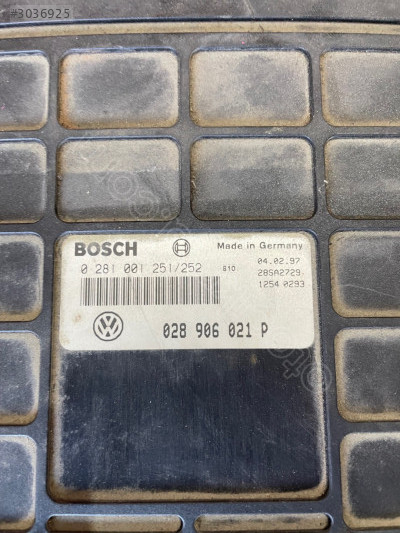 #3036925
BOSCH
Made in Germany
0 281 001 251/252 S10
04.02.97
28SA2729
1254 0293
028 906 021 P